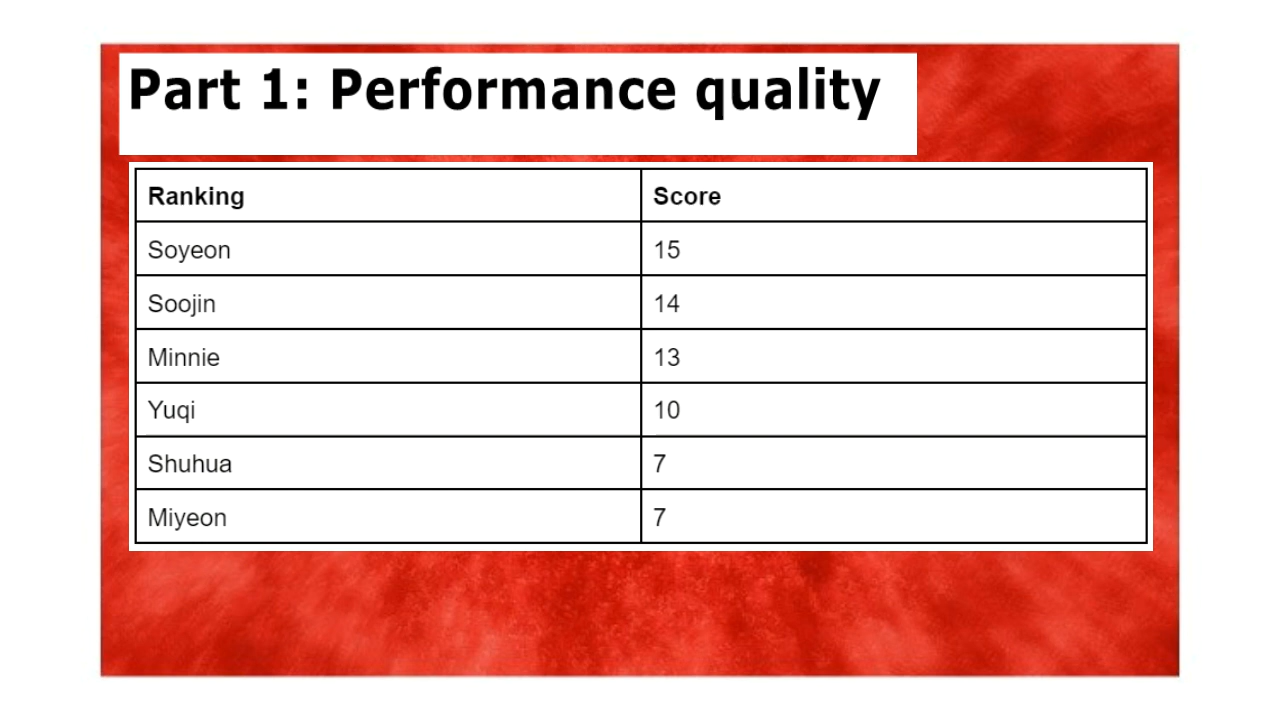 Part 1: Performance quality
Ranking Score
Soyeon 15
Soojin 14
Minnie 13
Yuqi 10
Shuhua 7
Miyeon 7